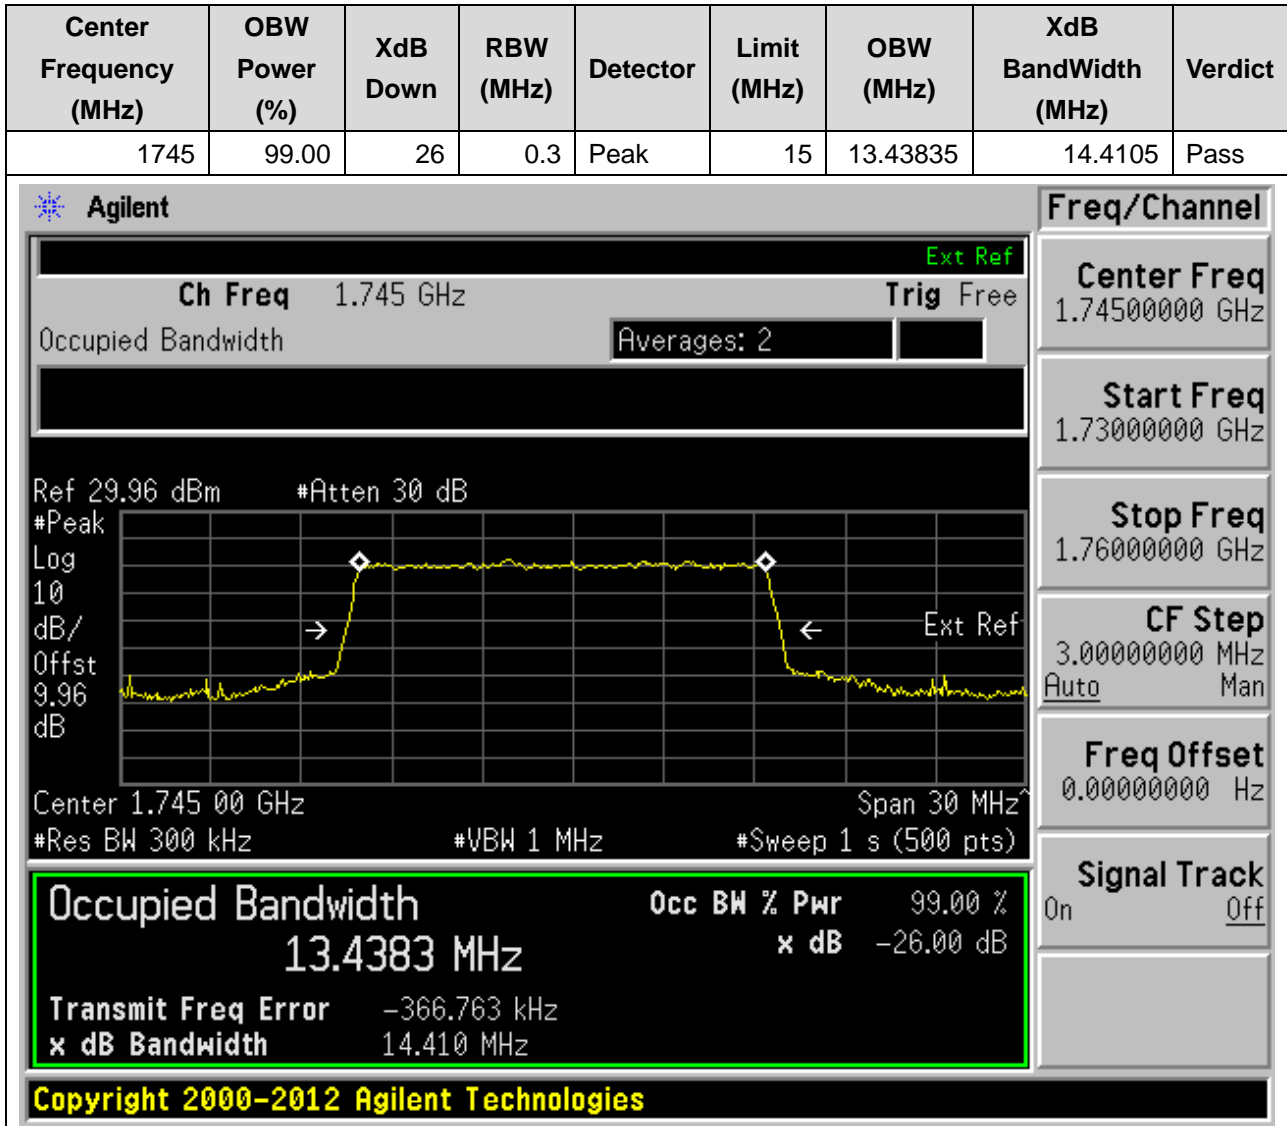 Center Frequency (MHz) OBW Power (%) XdB Down RBW (MHz) Detector Limit (MHz) OBW (MHz) XdB BandWidth (MHz) Verdict
1745 99.00 26 0.3 Peak 15 13.43835 14.4105 Pass
Agilent
Freq/Channel
Ext Ref
Ch Freq 1.745 GHz Trig Free
Occupied Bandwidth Averages: 2
Center Freq
1.74500000 GHz
Start Freq
1.73000000 GHz
Stop Freq
1.76000000 GHz
CF Step
3.00000000 MHz
Auto Man
Freq Offset
0.00000000 Hz
Signal Track
On Off
Ref 29.96 dBm #Atten 30 dB
#Peak
Log
10
dB/
Offst
9.96
dB
Ext Ref
Center 1.745 00 GHz Span 30 MHz^
#Res BW 300 kHz #VBW 1 MHz #Sweep 1 s (500 pts)
Occupied Bandwidth Occ BW % Pwr 99.00 %
13.4383 MHz x dB -26.00 dB
Transmit Freq Error -366.763 kHz
x dB Bandwidth 14.410 MHz
Copyright 2000-2012 Agilent Technologies